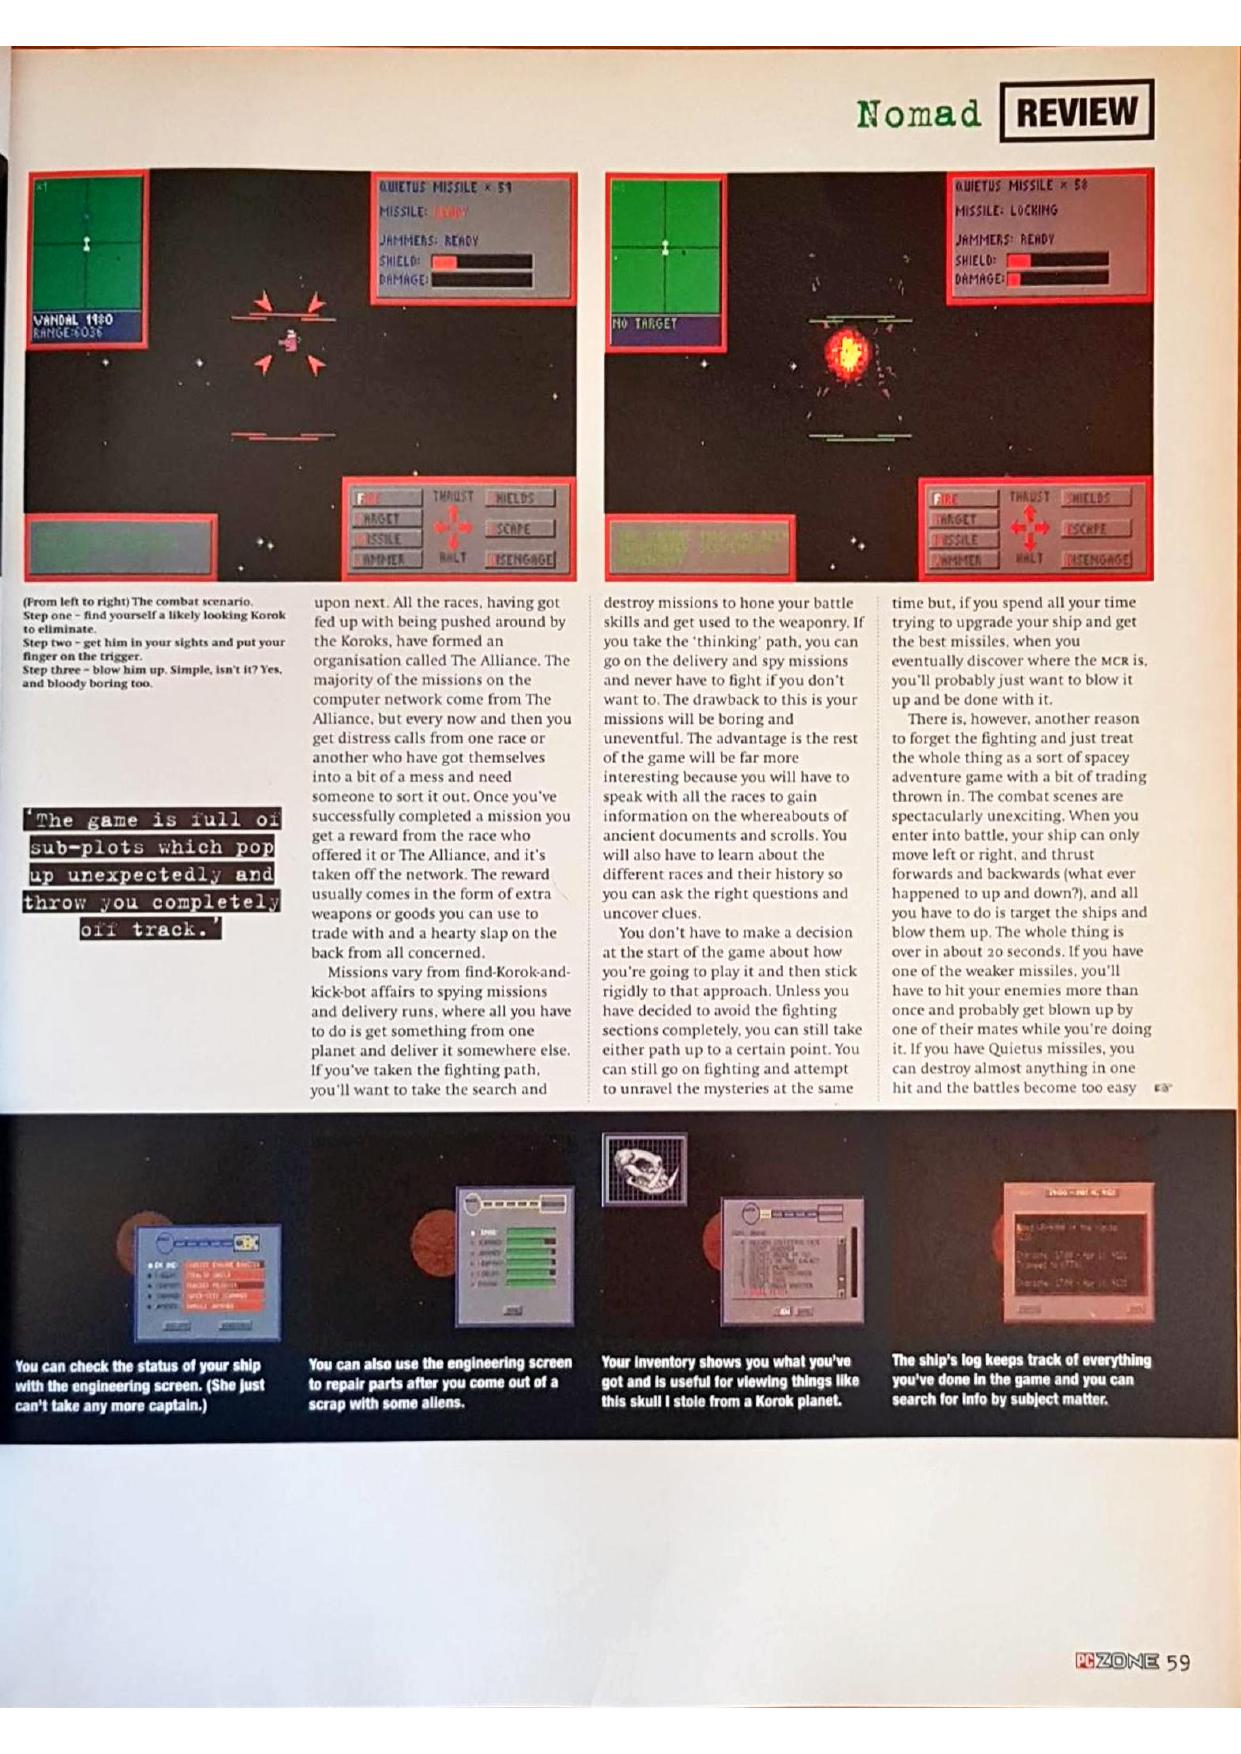 Nomad REVIEW
x1
QUIETUS MISSILE × 59
MISSILE: READY
JAMMERS: READY
SHIELD:
DAMAGE:
VANDAL 1980
RANGE:6036
FIRE
THRUST
SHIELDS
TARGET
ESCAPE
MISSILE
JAMMER
HALT
DISENGAGE
QUIETUS MISSILE × 58
MISSILE: LOCKING
JAMMERS: READY
SHIELD:
DAMAGE:
NO TARGET
FIRE
THRUST
SHIELDS
TARGET
ESCAPE
MISSILE
JAMMER
HALT
DISENGAGE
(From left to right) The combat scenario.
Step one – find yourself a likely looking Korok
to eliminate.
Step two – get him in your sights and put your
finger on the trigger.
Step three – blow him up. Simple, isn't it? Yes,
and bloody boring too.
'The game is full of
sub-plots which pop
up unexpectedly and
throw you completely
off track.'
upon next. All the races, having got
fed up with being pushed around by
the Koroks, have formed an
organisation called The Alliance. The
majority of the missions on the
computer network come from The
Alliance, but every now and then you
get distress calls from one race or
another who have got themselves
into a bit of a mess and need
someone to sort it out. Once you've
successfully completed a mission you
get a reward from the race who
offered it or The Alliance, and it's
taken off the network. The reward
usually comes in the form of extra
weapons or goods you can use to
trade with and a hearty slap on the
back from all concerned.
Missions vary from find-Korok-and-
kick-bot affairs to spying missions
and delivery runs, where all you have
to do is get something from one
planet and deliver it somewhere else.
If you've taken the fighting path,
you'll want to take the search and
destroy missions to hone your battle
skills and get used to the weaponry. If
you take the 'thinking' path, you can
go on the delivery and spy missions
and never have to fight if you don't
want to. The drawback to this is your
missions will be boring and
uneventful. The advantage is the rest
of the game will be far more
interesting because you will have to
speak with all the races to gain
information on the whereabouts of
ancient documents and scrolls. You
will also have to learn about the
different races and their history so
you can ask the right questions and
uncover clues.
You don't have to make a decision
at the start of the game about how
you're going to play it and then stick
rigidly to that approach. Unless you
have decided to avoid the fighting
sections completely, you can still take
either path up to a certain point. You
can still go on fighting and attempt
to unravel the mysteries at the same
time but, if you spend all your time
trying to upgrade your ship and get
the best missiles, when you
eventually discover where the MCR is,
you'll probably just want to blow it
up and be done with it.
There is, however, another reason
to forget the fighting and just treat
the whole thing as a sort of spacey
adventure game with a bit of trading
thrown in. The combat scenes are
spectacularly unexciting. When you
enter into battle, your ship can only
move left or right, and thrust
forwards and backwards (what ever
happened to up and down?), and all
you have to do is target the ships and
blow them up. The whole thing is
over in about 20 seconds. If you have
one of the weaker missiles, you'll
have to hit your enemies more than
once and probably get blown up by
one of their mates while you're doing
it. If you have Quietus missiles, you
can destroy almost anything in one
hit and the battles become too easy
You can check the status of your ship
with the engineering screen. (She just
can't take any more captain.)
You can also use the engineering screen
to repair parts after you come out of a
scrap with some aliens.
Your inventory shows you what you've
got and is useful for viewing things like
this skull I stole from a Korok planet.
The ship's log keeps track of everything
you've done in the game and you can
search for info by subject matter.
PC ZONE 59